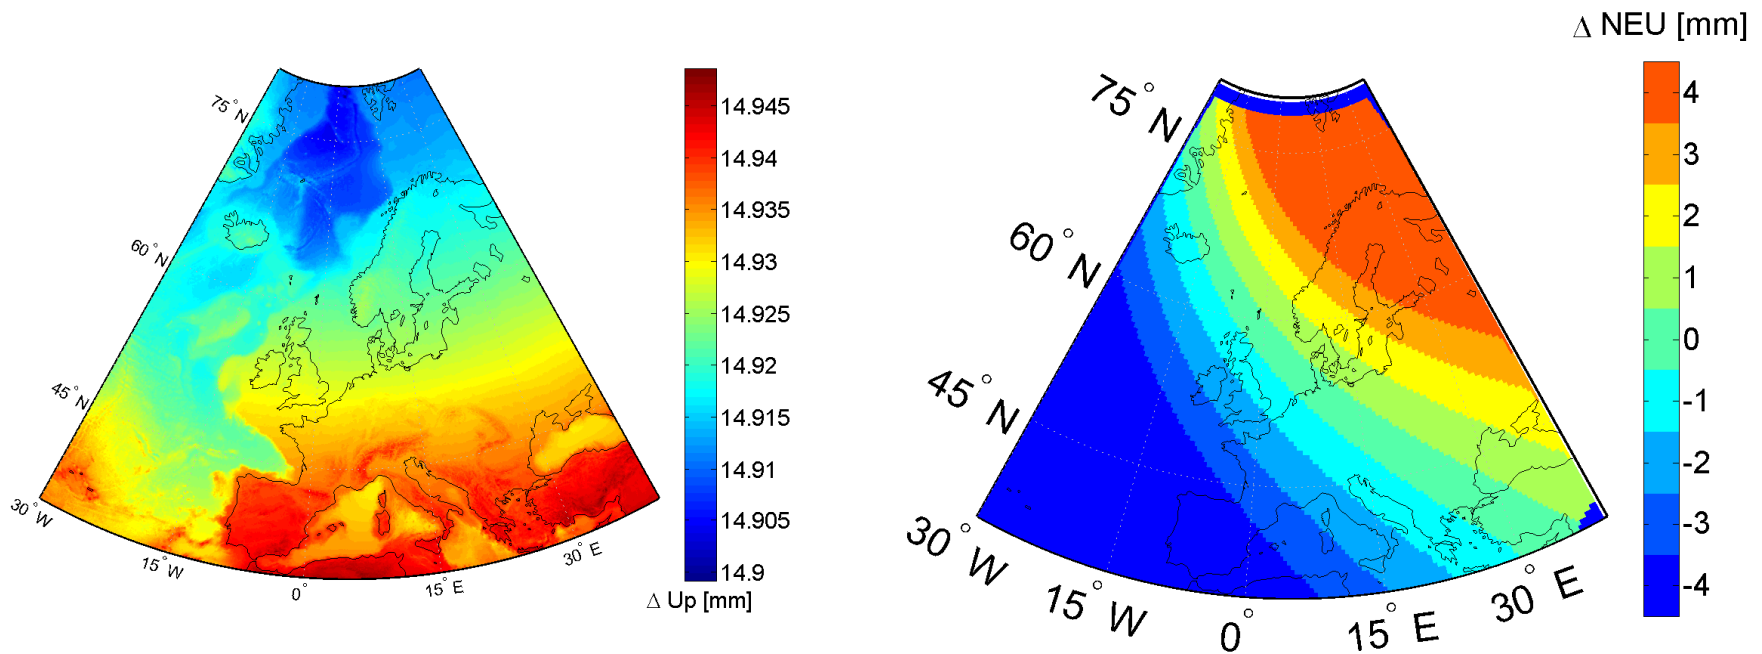 75° N
60° N
45° N
30° W
15° W
0°
15° E
30° E
14.945
14.94
14.935
14.93
14.925
14.92
14.915
14.91
14.905
14.9
Δ Up [mm]
Δ NEU [mm]
75° N
60° N
45° N
30° W
15° W
0°
15° E
30° E
4
3
2
1
0
-1
-2
-3
-4